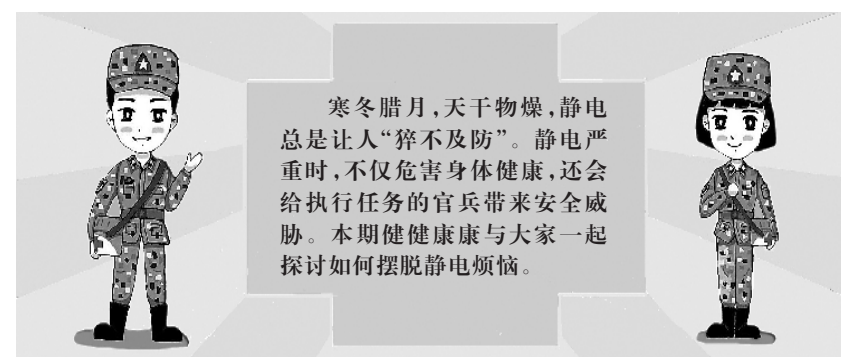 寒冬腊月,天干物燥,静电
总是让人“猝不及防”。静电严
重时,不仅危害身体健康,还会
给执行任务的官兵带来安全威
胁。本期健健康康与大家一起
探讨如何摆脱静电烦恼。